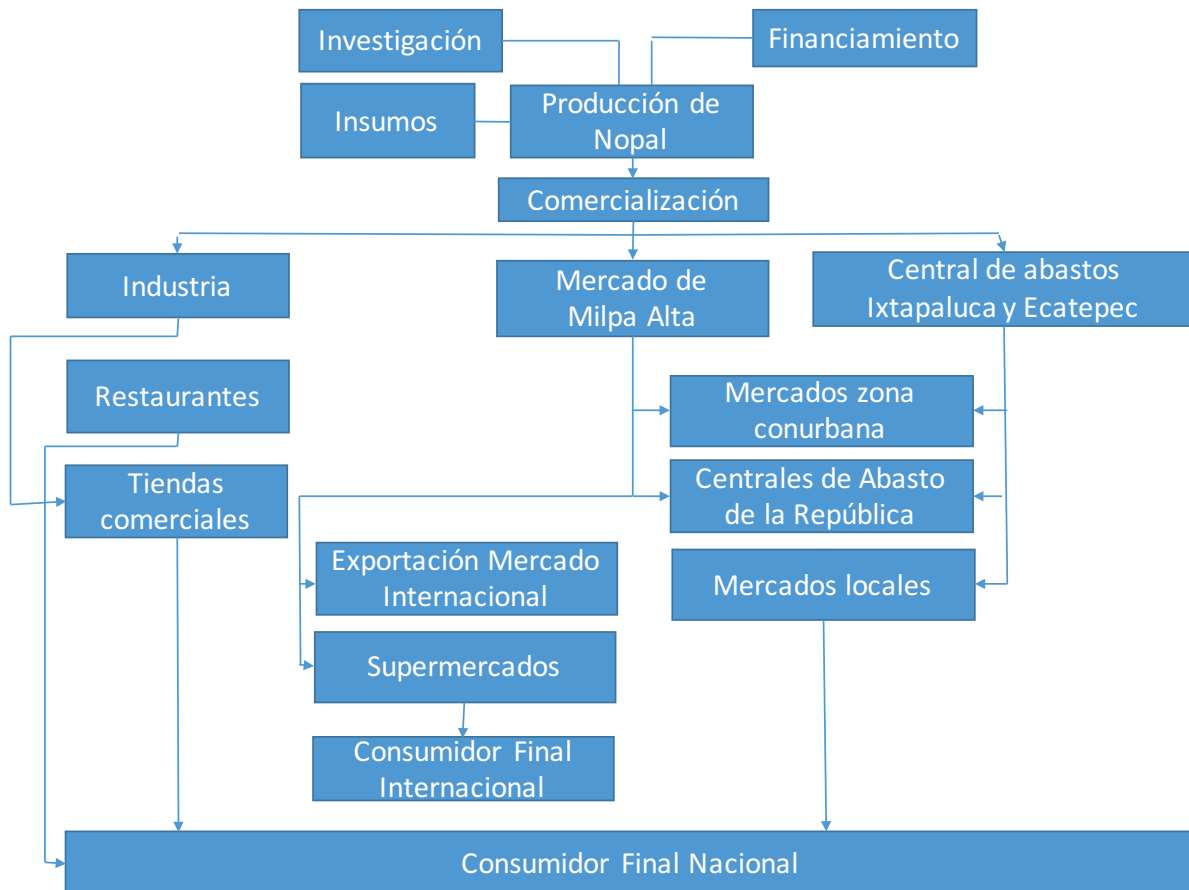 Investigación
Financiamiento
Insumos
Producción de
Nopal
Comercialización
Industria
Mercado de
Milpa Alta
Central de abastos
Ixtapaluca y Ecatepec
Restaurantes
Mercados zona
conurbana
Tiendas
comerciales
Centrales de Abasto
de la República
Exportación Mercado
Internacional
Mercados locales
Supermercados
Consumidor Final
Internacional
Consumidor Final Nacional